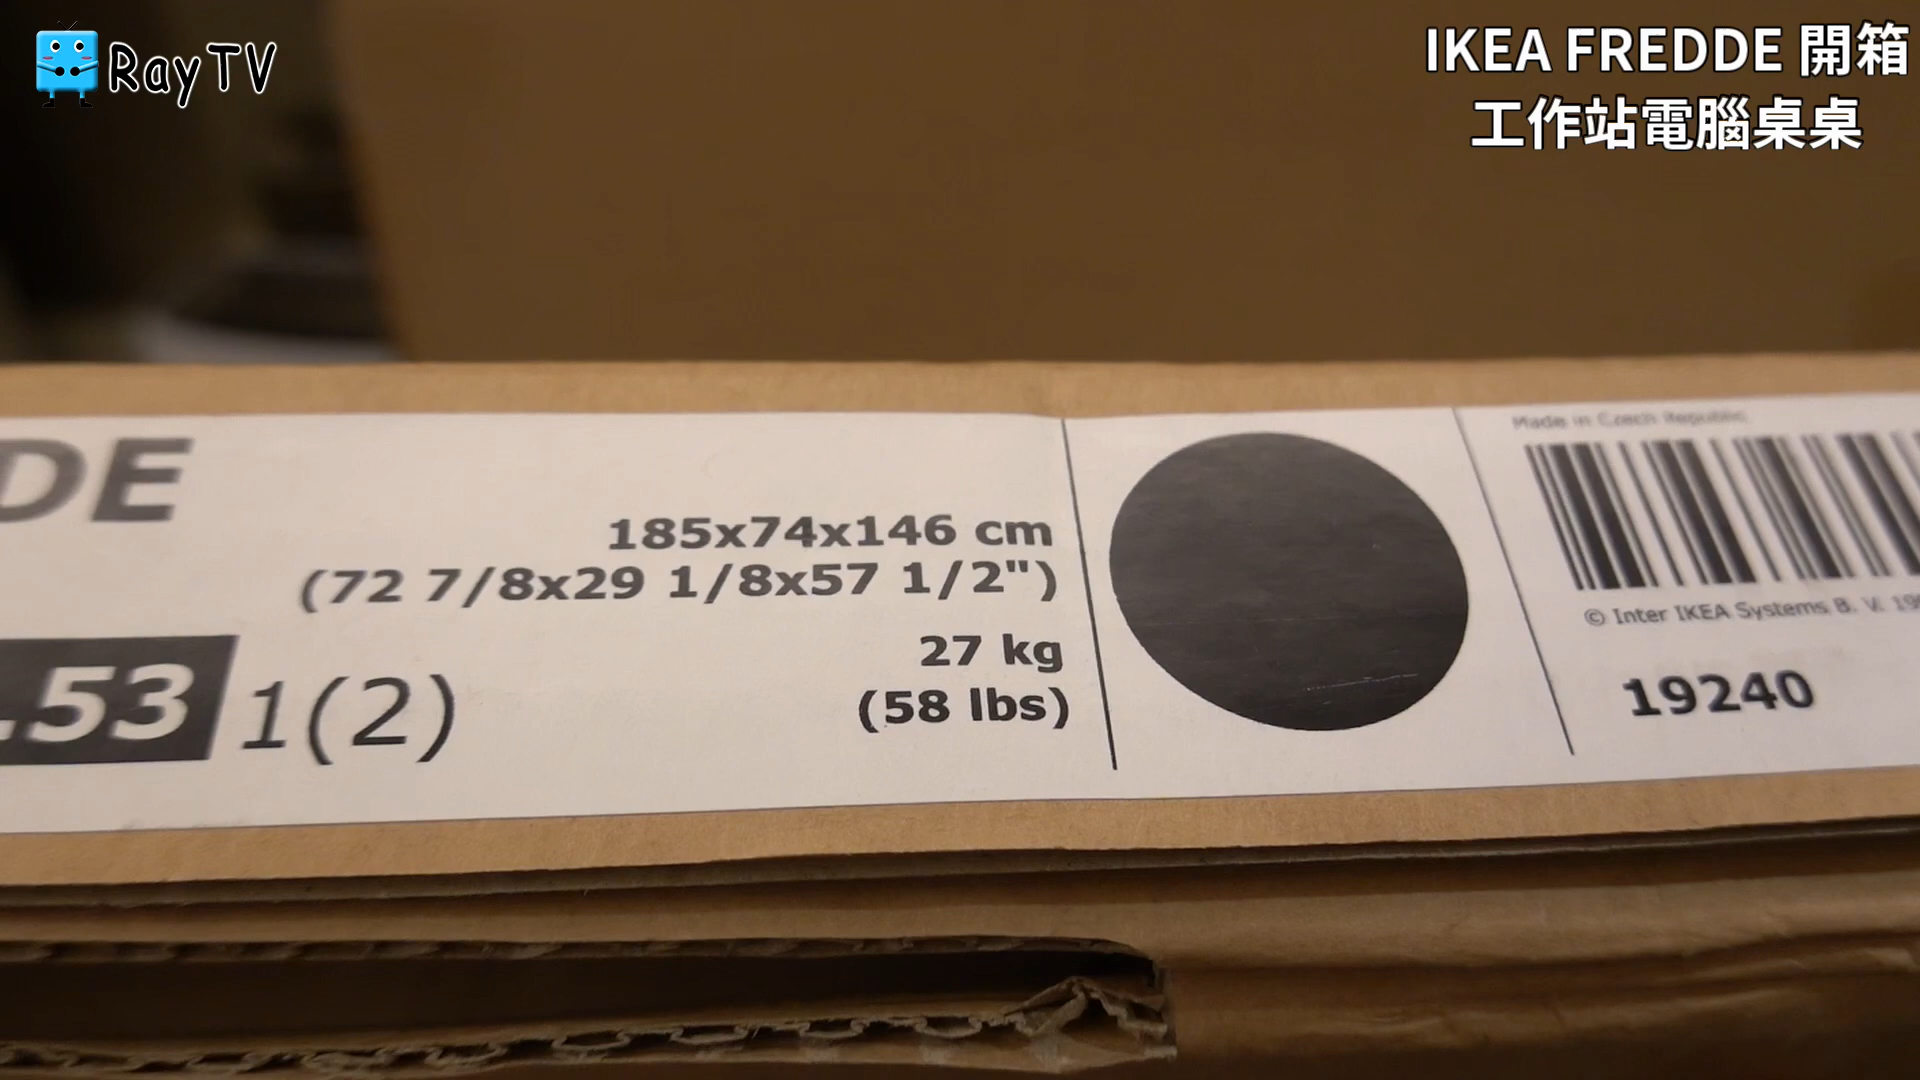 RayTV
IKEA FREDDE 開箱
工作站電腦桌桌
DE
185x74x146 cm
(72 7/8x29 1/8x57 1/2")
27 kg
(58 lbs)
.53 1(2)
Made in Czech Republic
© Inter IKEA Systems B. V. 199
19240